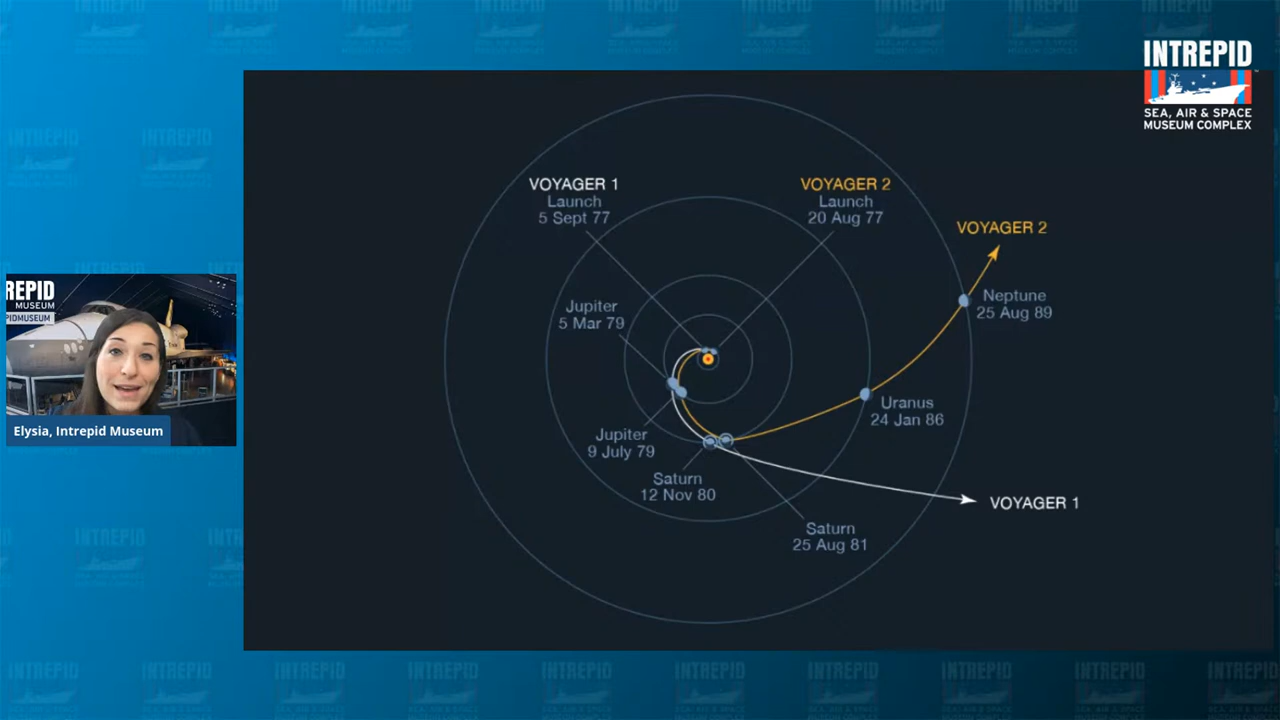 INTREPID
SEA, AIR & SPACE
MUSEUM COMPLEX
VOYAGER 1
Launch
5 Sept 77
VOYAGER 2
Launch
20 Aug 77
VOYAGER 2
Neptune
25 Aug 89
Jupiter
5 Mar 79
Uranus
24 Jan 86
Jupiter
9 July 79
Saturn
12 Nov 80
VOYAGER 1
Saturn
25 Aug 81
REPID
MUSEUM
PIDMUSEUM
Elysia, Intrepid Museum